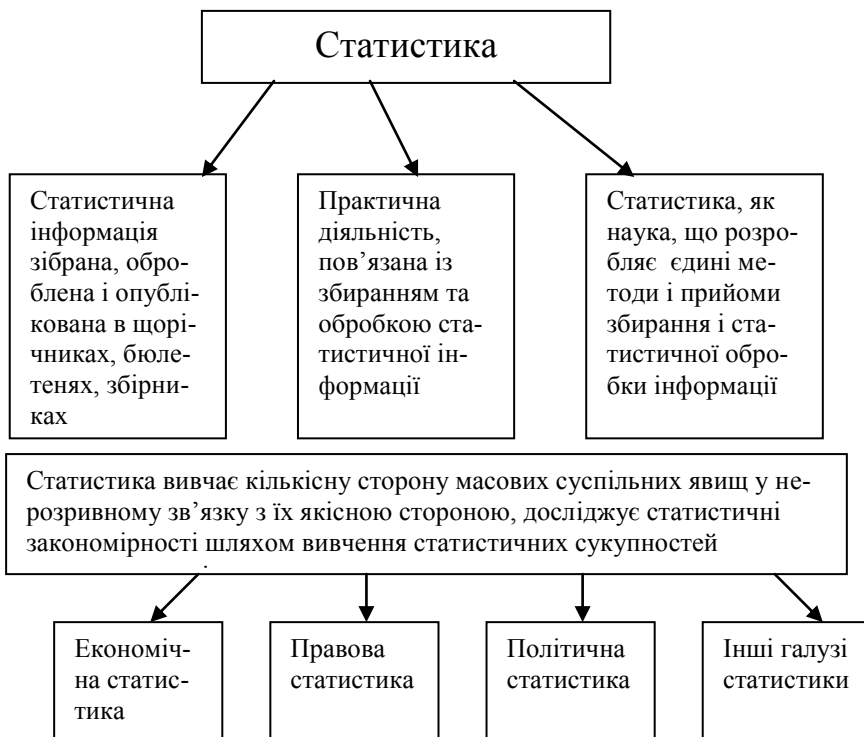 Статистика
Статистична
інформація
зібрана, обро-
блена і опублі-
кована в щорі-
чниках, бюле-
тенях, збірни-
ках
Практична
діяльність,
пов’язана із
збиранням та
обробкою ста-
тистичної ін-
формації
Статистика, як
наука, що розро-
бляє єдині ме-
тоди і прийоми
збирання і ста-
тистичної обро-
бки інформації
Статистика вивчає кількісну сторону масових суспільних явищ у не-
розривному зв’язку з їх якісною стороною, досліджує статистичні
закономірності шляхом вивчення статистичних сукупностей
Економіч-
на статис-
тика
Правова
статистика
Політична
статистика
Інші галузі
статистики